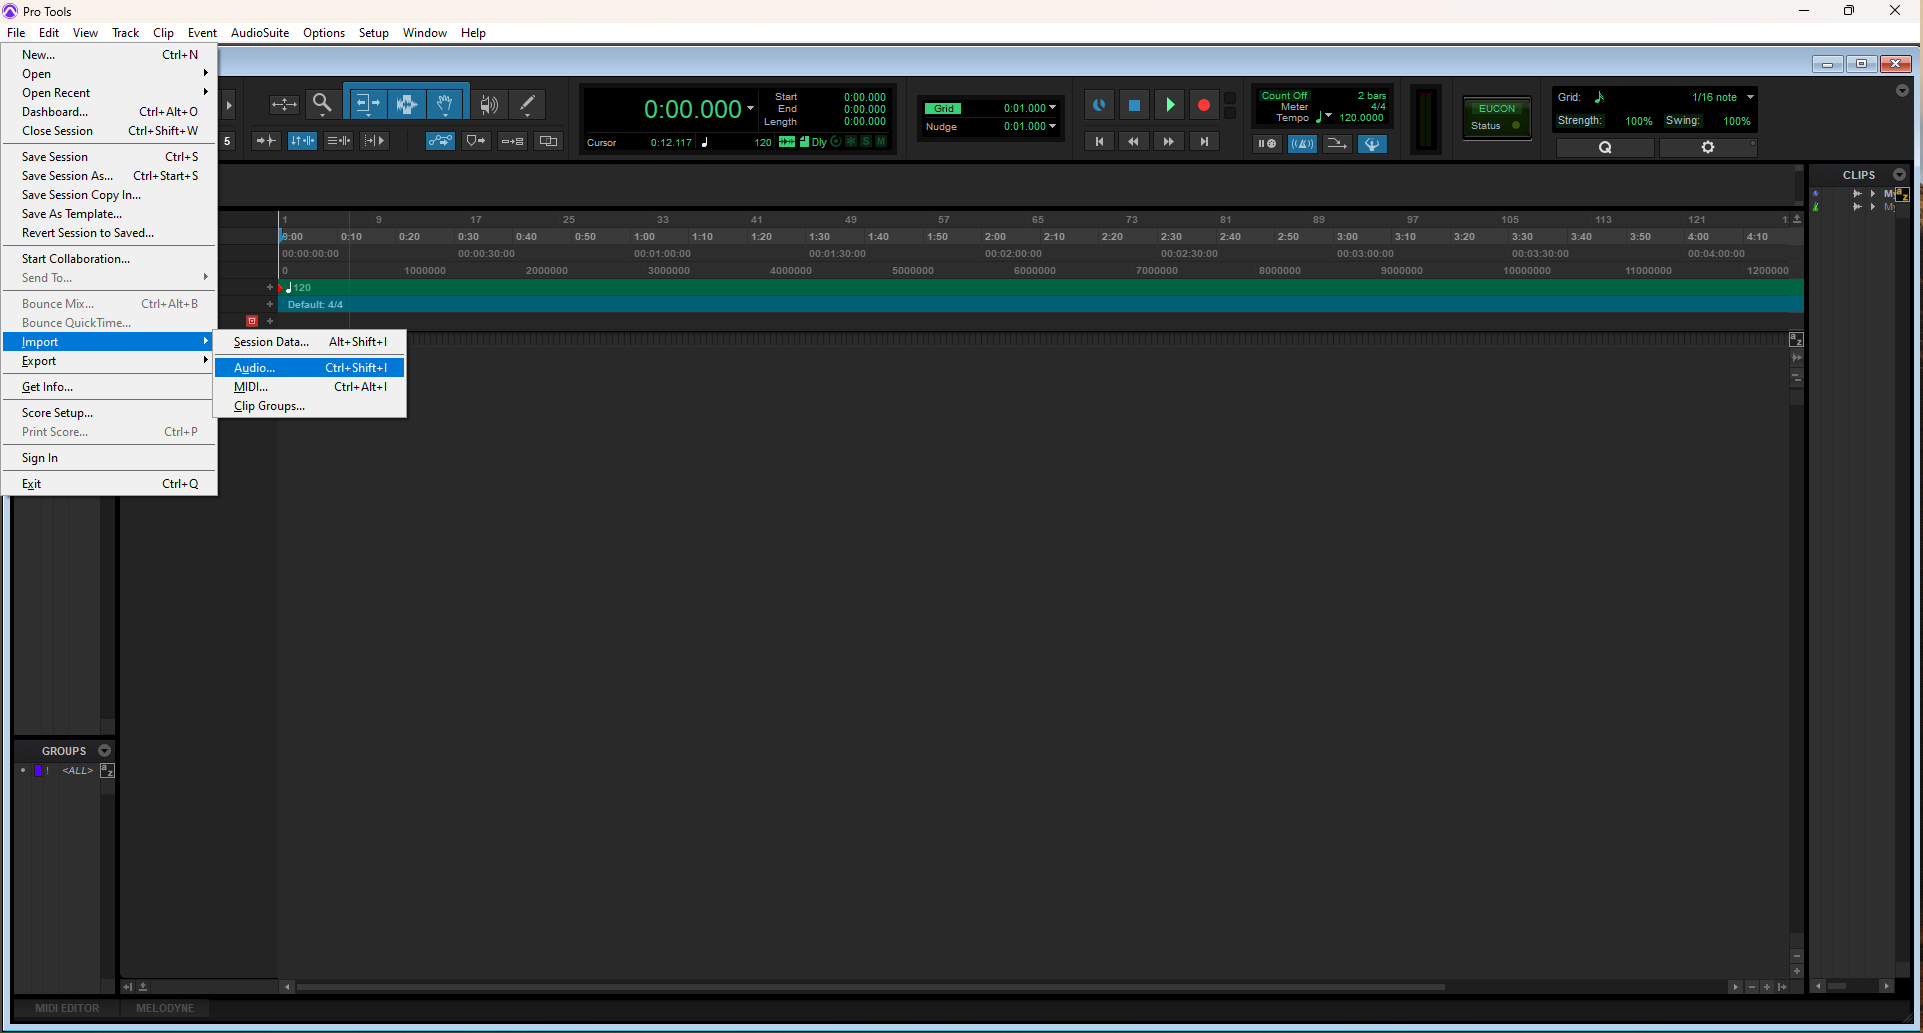 Pro Tools
File Edit View Track Clip Event AudioSuite Options Setup Window Help
New... Ctrl+N
Open
Open Recent
Dashboard... Ctrl+Alt+O
Close Session Ctrl+Shift+W
Save Session Ctrl+S
Save Session As... Ctrl+Start+S
Save Session Copy In...
Save As Template...
Revert Session to Saved...
Start Collaboration...
Send To...
Bounce Mix... Ctrl+Alt+B
Bounce QuickTime...
Import
Export
Get Info...
Score Setup...
Print Score... Ctrl+P
Sign In
Exit Ctrl+Q
Session Data... Alt+Shift+I
Audio... Ctrl+Shift+I
MIDI... Ctrl+Alt+I
Clip Groups...
5
0:00.000
Start 0:00.000
End 0:00.000
Length 0:00.000
Cursor 0:12.117 120 Dly S M
Grid 0:01.000
Nudge 0:01.000
Count Off 2 bars
Meter 4/4
Tempo 120.0000
EUCON
Status
Grid: 1/16 note
Strength: 100% Swing: 100%
Q
CLIPS
My
My
a z
1 9 17 25 33 41 49 57 65 73 81 89 97 105 113 121
0:00 0:10 0:20 0:30 0:40 0:50 1:00 1:10 1:20 1:30 1:40 1:50 2:00 2:10 2:20 2:30 2:40 2:50 3:00 3:10 3:20 3:30 3:40 3:50 4:00 4:10
00:00:00:00 00:00:30:00 00:01:00:00 00:01:30:00 00:02:00:00 00:02:30:00 00:03:00:00 00:03:30:00 00:04:00:00
0 1000000 2000000 3000000 4000000 5000000 6000000 7000000 8000000 9000000 10000000 11000000 1200000
120
Default: 4/4
a z
GROUPS
! <ALL> a z
MIDI EDITOR MELODYNE